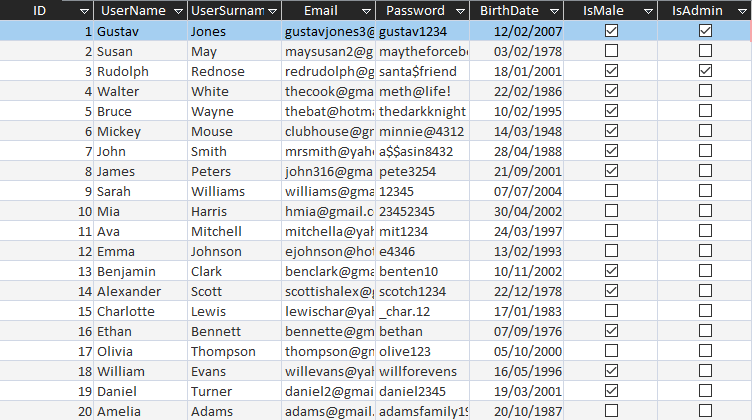 ID UserName UserSurnam Email Password BirthDate IsMale IsAdmin
1 Gustav Jones gustavjones3@ gustav1234 12/02/2007
2 Susan May maysusan2@g maytheforcebe 03/02/1978
3 Rudolph Rednose redrudolph@g santa$friend 18/01/2001
4 Walter White thecook@gma meth@life! 22/02/1986
5 Bruce Wayne thebat@hotma thedarkknight 10/02/1995
6 Mickey Mouse clubhouse@gr minnie@4312 14/03/1948
7 John Smith mrsmith@yah a$$asin8432 28/04/1988
8 James Peters john316@gma pete3254 21/09/2001
9 Sarah Williams williams@gma 12345 07/07/2004
10 Mia Harris hmia@gmail.c 23452345 30/04/2002
11 Ava Mitchell mitchella@yah mit1234 24/03/1997
12 Emma Johnson ejohnson@hot e4346 13/02/1993
13 Benjamin Clark benclark@gma benten10 10/11/2002
14 Alexander Scott scottishalex@g scotch1234 22/12/1978
15 Charlotte Lewis lewischar@yah _char.12 17/01/1983
16 Ethan Bennett bennette@gm bethan 07/09/1976
17 Olivia Thompson thompson@gm olive123 05/10/2000
18 William Evans willevans@yah willforevens 16/05/1996
19 Daniel Turner daniel2@gmai daniel2345 19/03/2001
20 Amelia Adams adams@gmail. adamsfamily19 20/10/1987